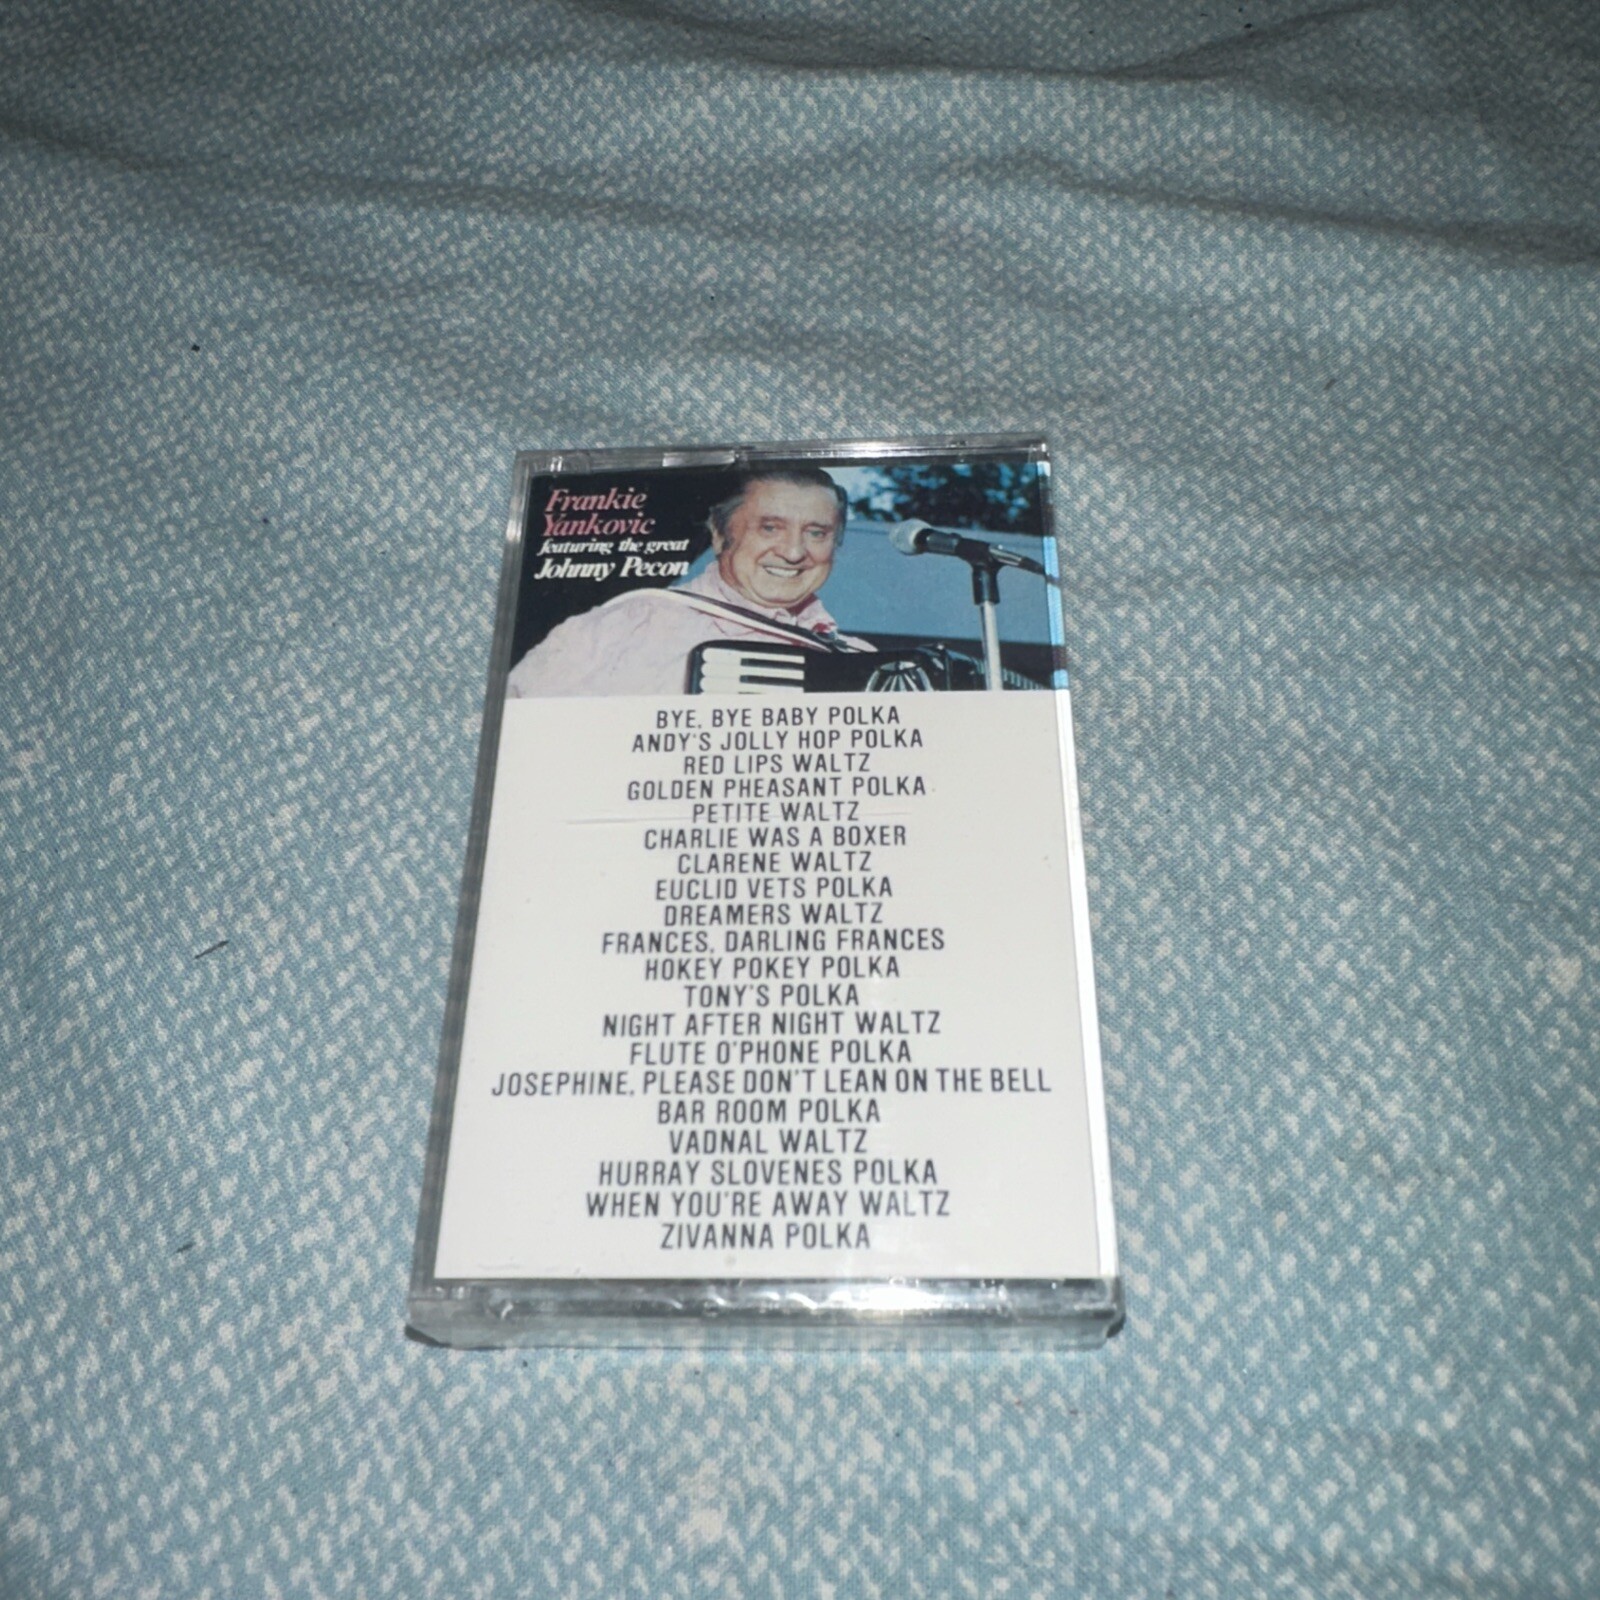 Frankie
Yankovic
featuring the great
Johnny Pecon
BYE, BYE BABY POLKA
ANDY'S JOLLY HOP POLKA
RED LIPS WALTZ
GOLDEN PHEASANT POLKA
PETITE WALTZ
CHARLIE WAS A BOXER
CLARENE WALTZ
EUCLID VETS POLKA
DREAMERS WALTZ
FRANCES, DARLING FRANCES
HOKEY POKEY POLKA
TONY'S POLKA
NIGHT AFTER NIGHT WALTZ
FLUTE O'PHONE POLKA
JOSEPHINE, PLEASE DON'T LEAN ON THE BELL
BAR ROOM POLKA
VADNAL WALTZ
HURRAY SLOVENES POLKA
WHEN YOU'RE AWAY WALTZ
ZIVANNA POLKA